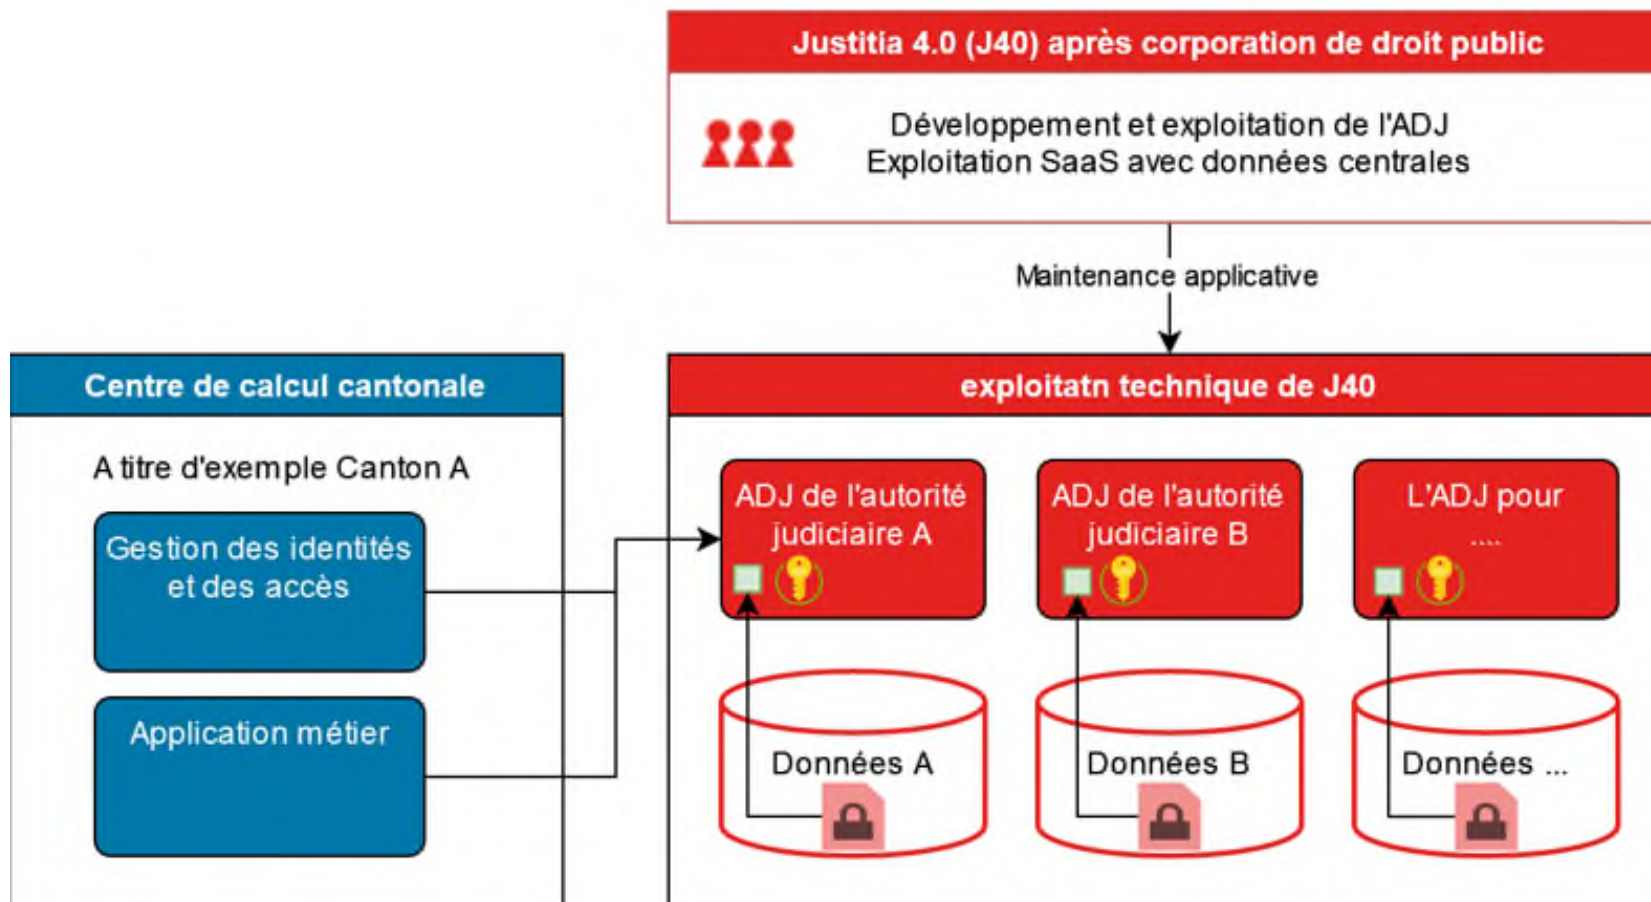 Justitia 4.0 (J40) après corporation de droit public
Développement et exploitation de l'ADJ
Exploitation SaaS avec données centrales
Maintenance applicative
Centre de calcul cantonale
A titre d'exemple Canton A
Gestion des identités
et des accès
Application métier
exploitatn technique de J40
ADJ de l'autorité
judiciaire A
ADJ de l'autorité
judiciaire B
L'ADJ pour
....
Données A
Données B
Données ...